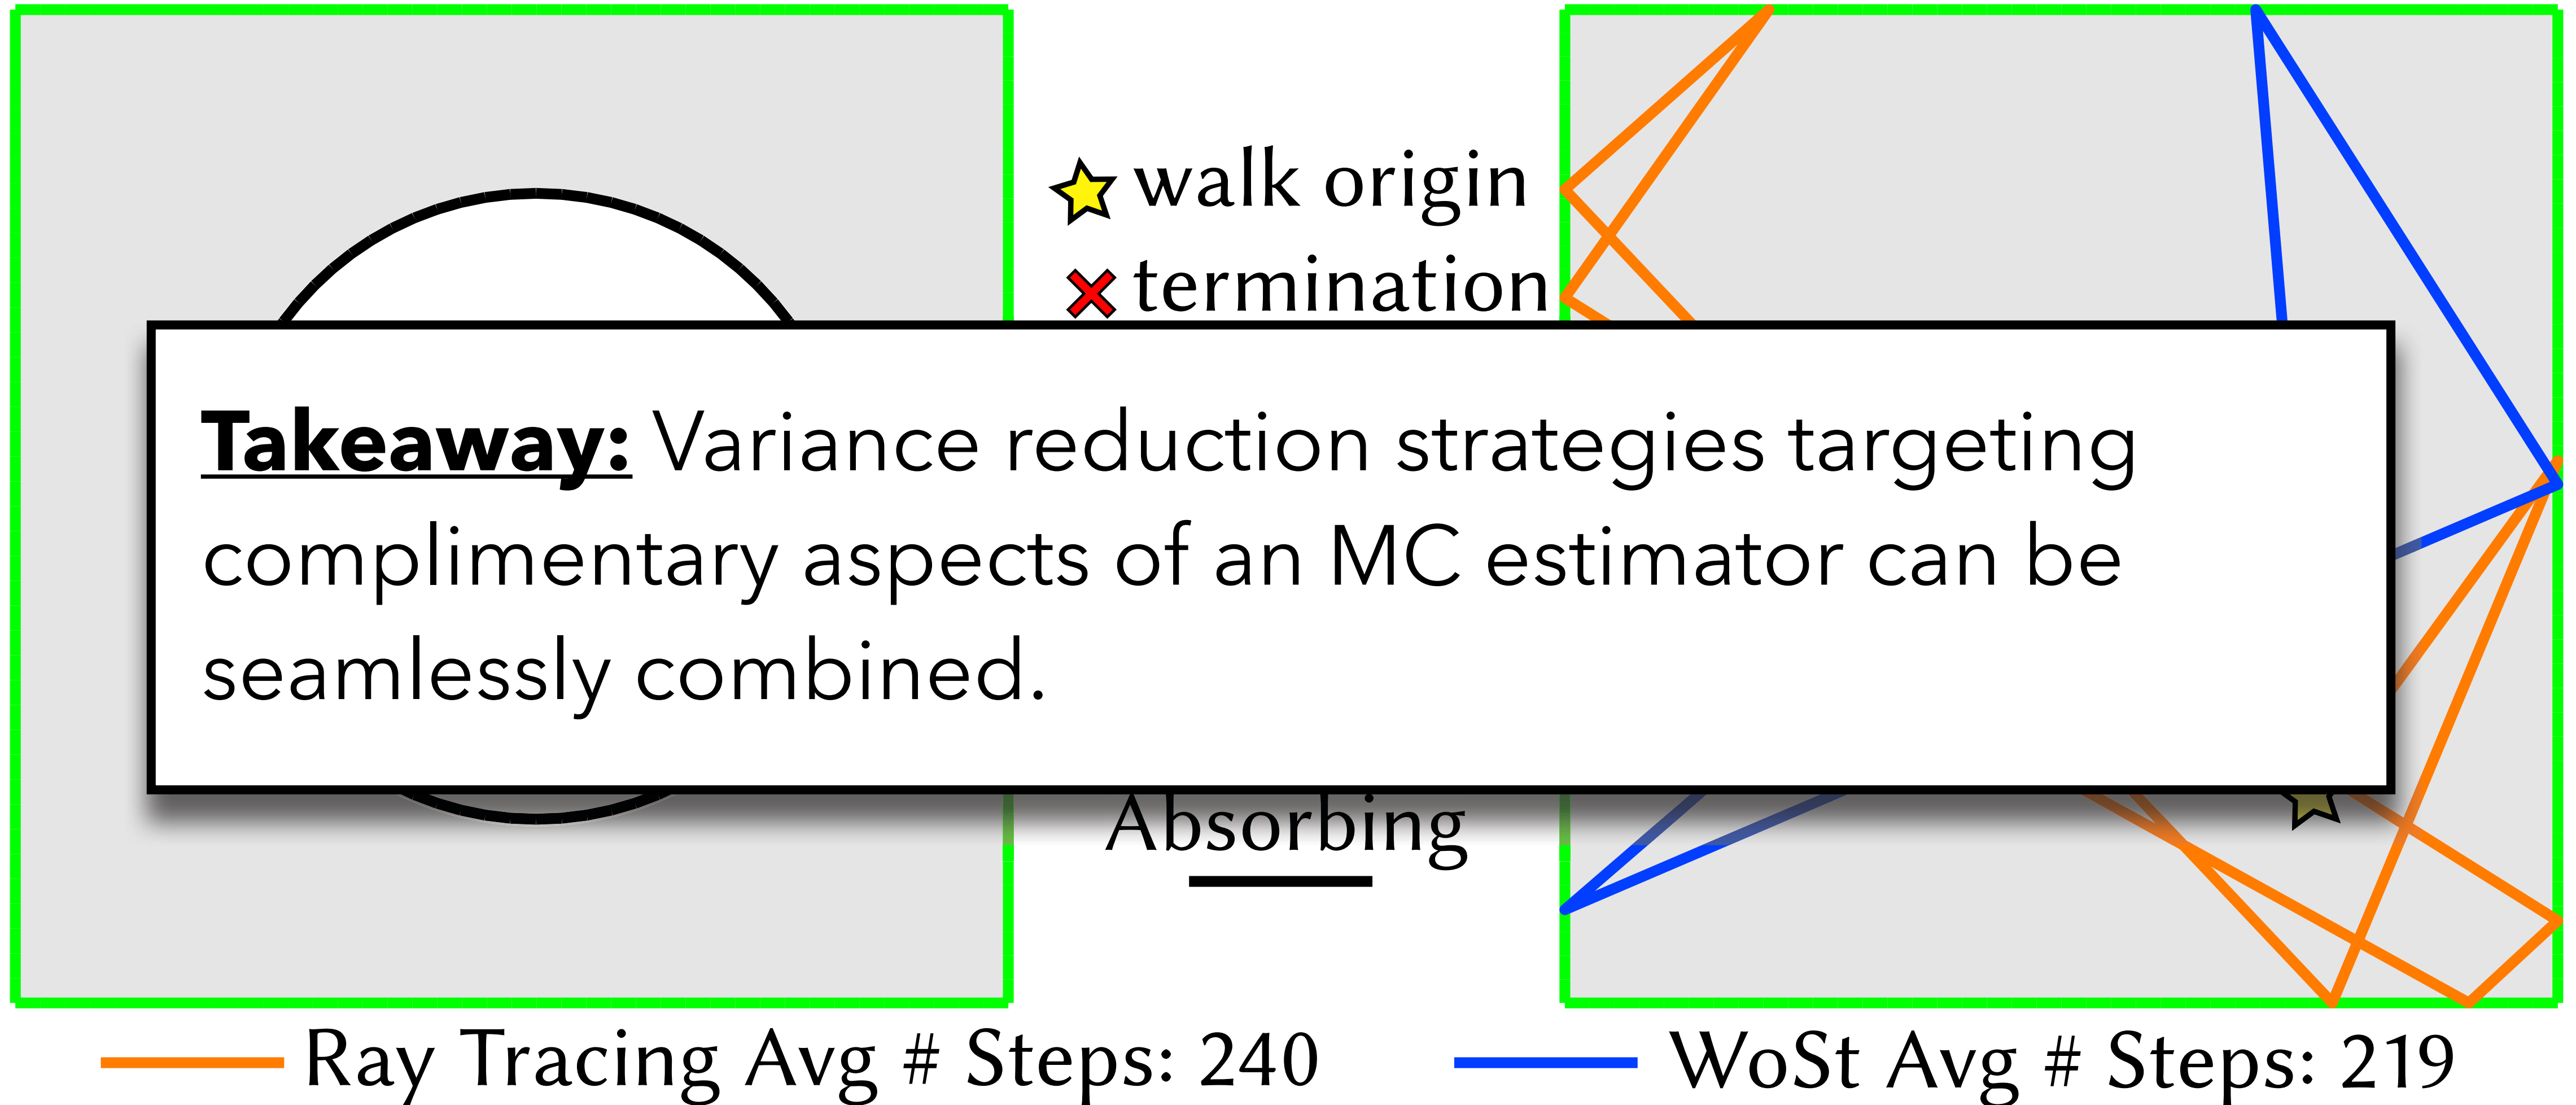 walk origin
termination
Takeaway: Variance reduction strategies targeting
complimentary aspects of an MC estimator can be
seamlessly combined.
Absorbing
Ray Tracing Avg # Steps: 240
WoSt Avg # Steps: 219